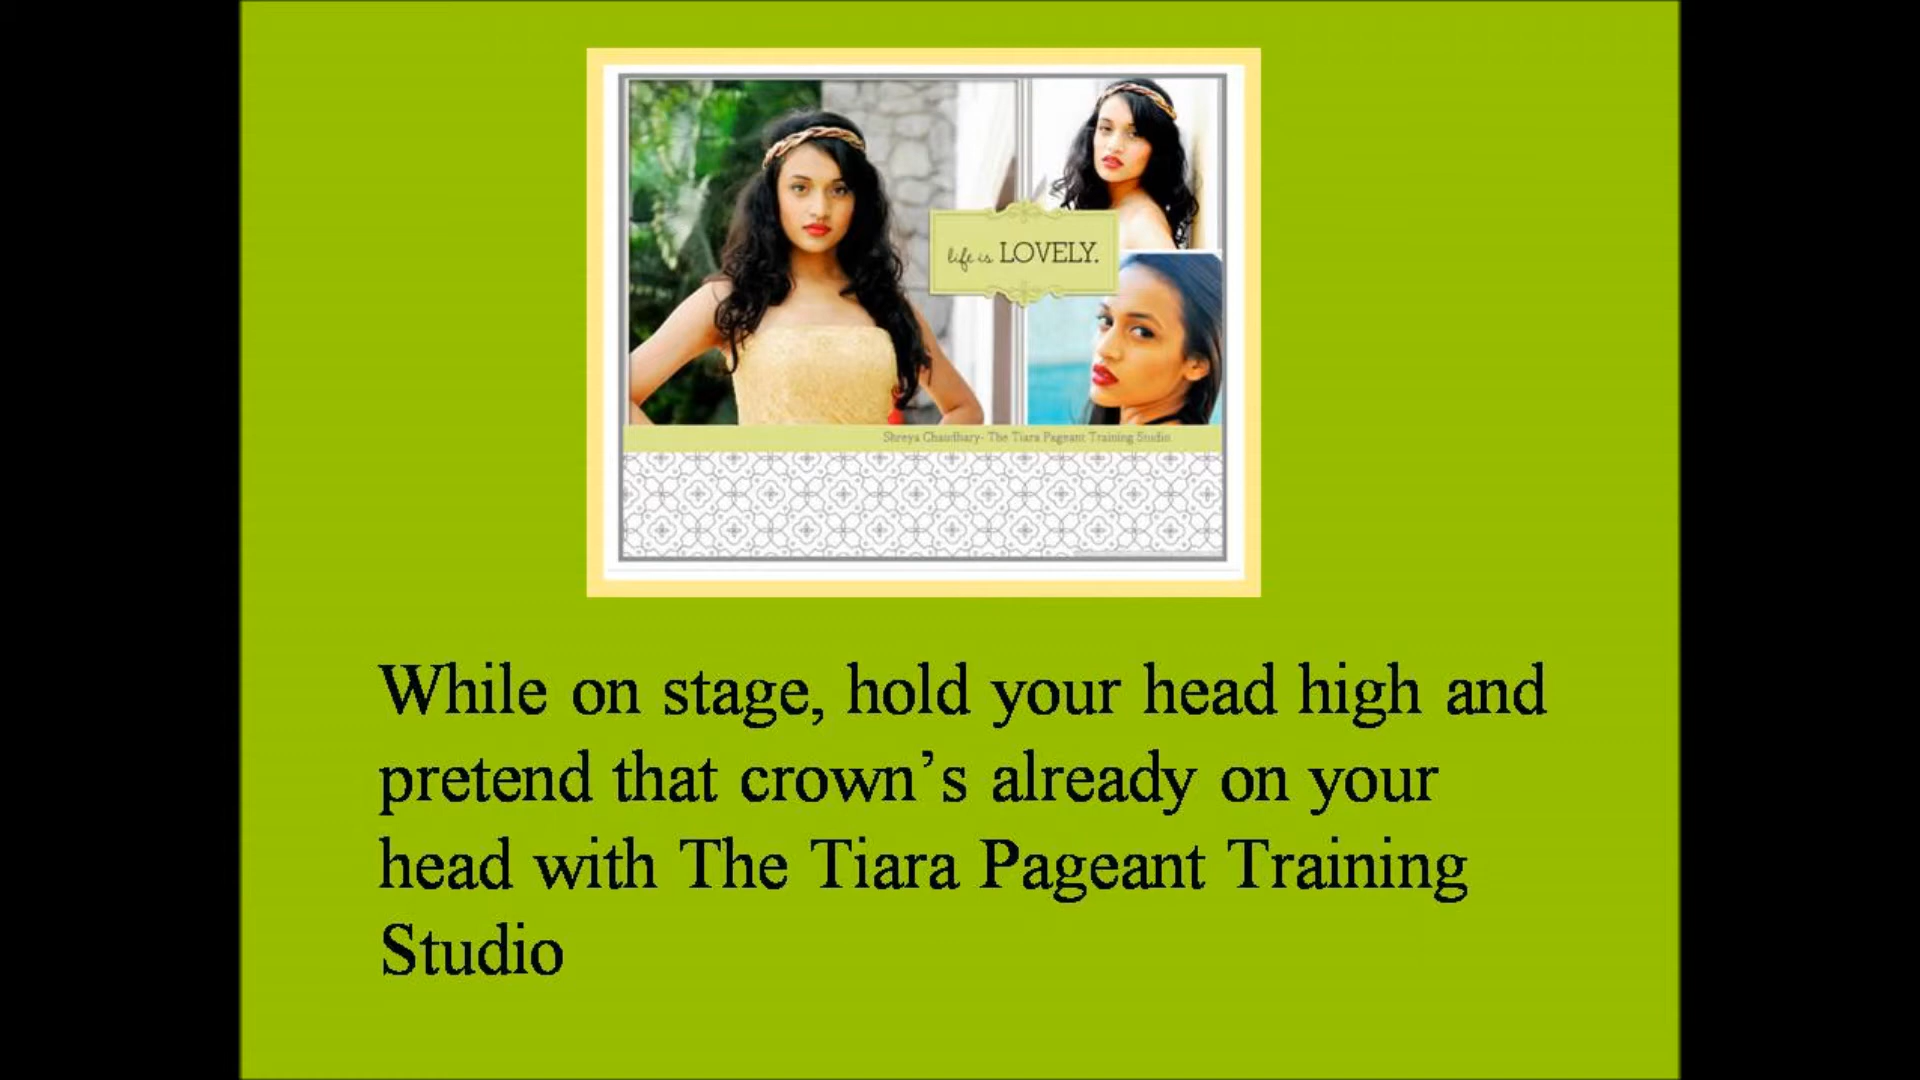 life is LOVELY.
Shreya Chaudhary- The Tiara Pageant Training Studio
While on stage, hold your head high and
pretend that crown’s already on your
head with The Tiara Pageant Training
Studio